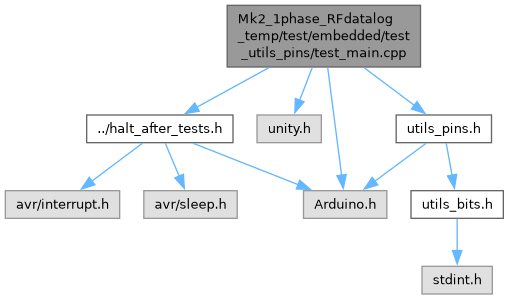 Mk2_1phase_RFdatalog
_temp/test/embedded/test
_utils_pins/test_main.cpp
../halt_after_tests.h
unity.h
utils_pins.h
avr/interrupt.h
avr/sleep.h
Arduino.h
utils_bits.h
stdint.h